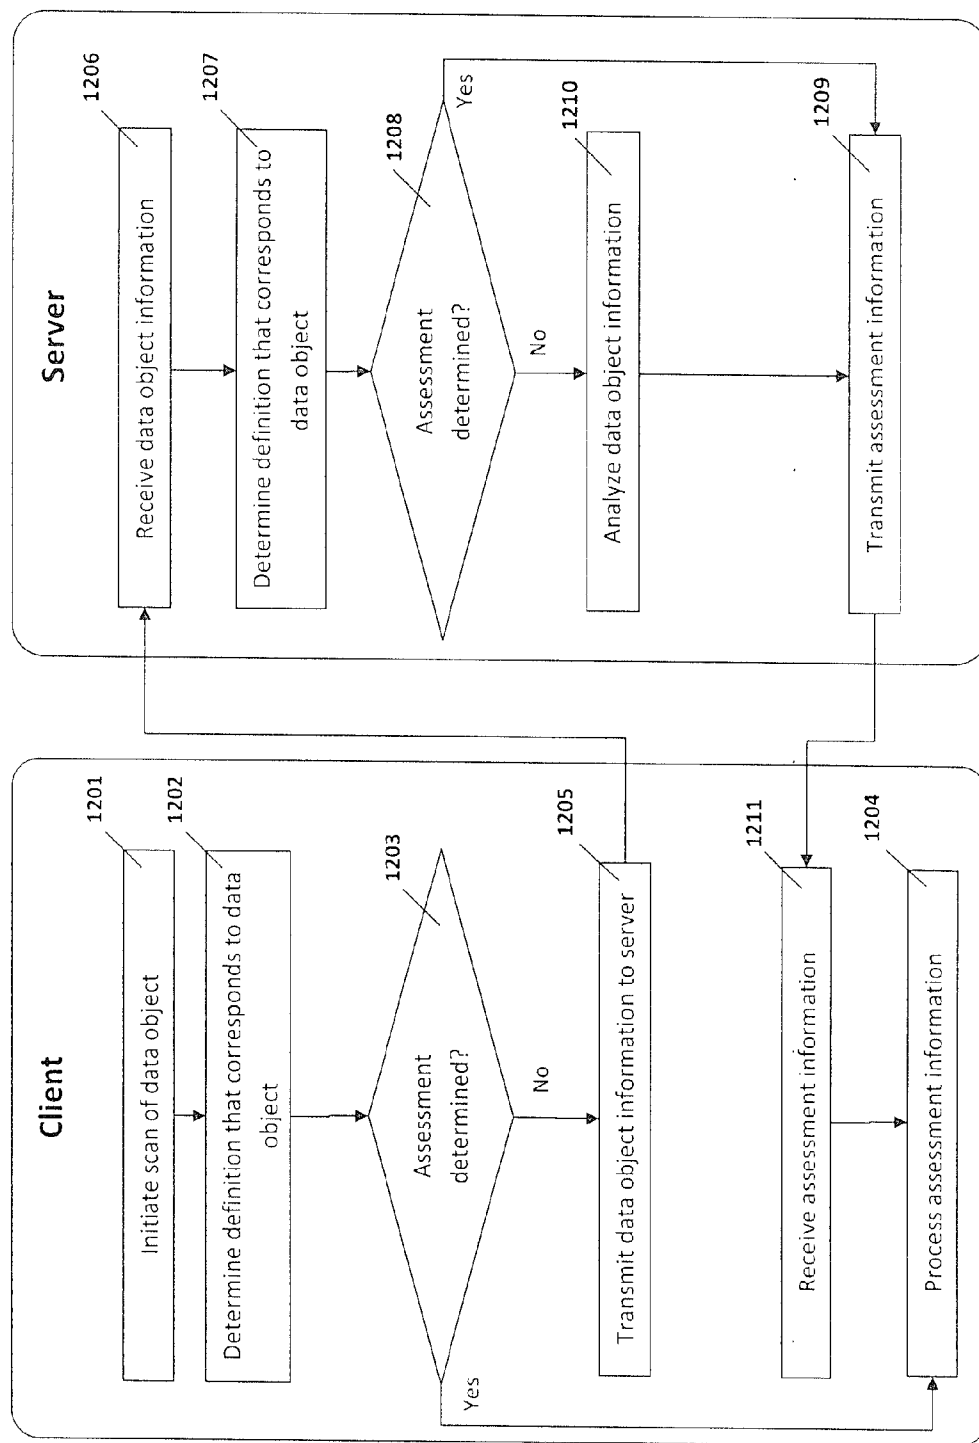 Client
1201
Initiate scan of data object
1202
Determine definition that corresponds to data
object
1203
Assessment
determined?
Yes
No
1205
Transmit data object information to server
1211
Receive assessment information
1204
Process assessment information
Server
1206
Receive data object information
1207
Determine definition that corresponds to
data object
1208
Assessment
determined?
Yes
No
1210
Analyze data object information
1209
Transmit assessment information